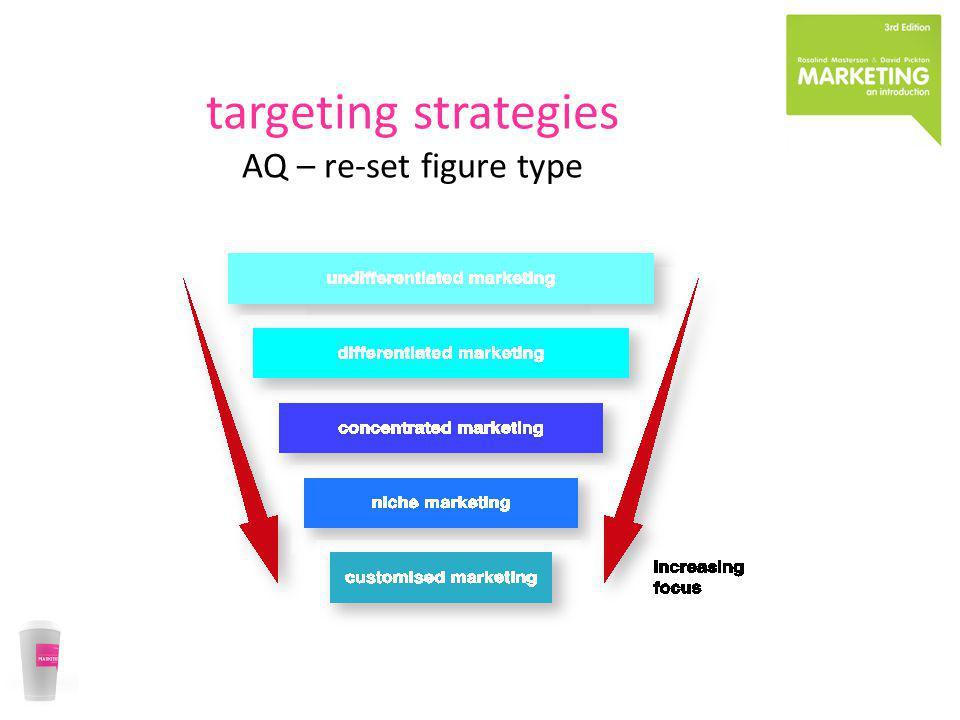 3rd Edition
Rosalind Masterson & David Pickton
MARKETING
an introduction
targeting strategies
AQ – re-set figure type
undifferentiated marketing
differentiated marketing
concentrated marketing
niche marketing
customised marketing
increasing
focus